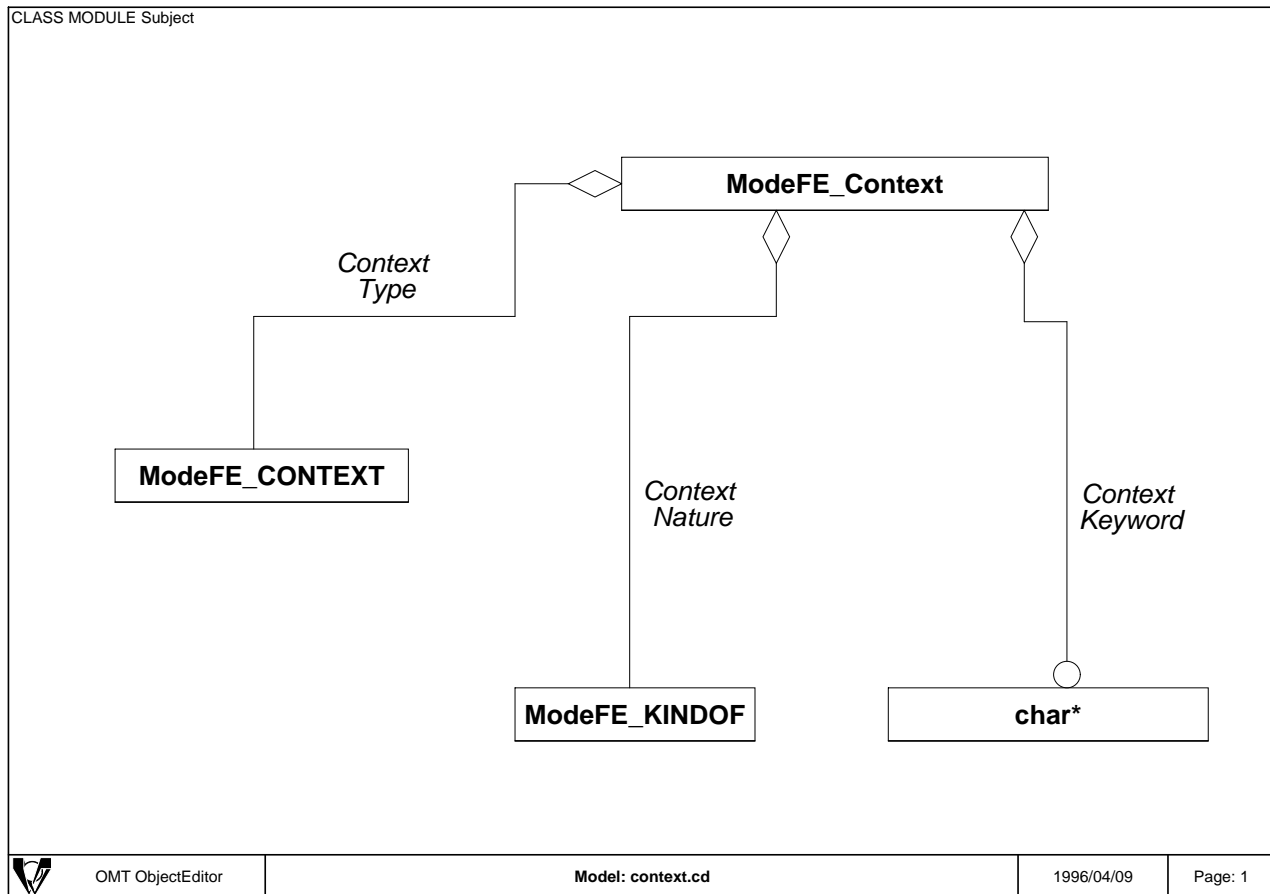 CLASS MODULE Subject
ModeFE_Context
Context
Type
ModeFE_CONTEXT
Context
Nature
Context
Keyword
ModeFE_KINDOF
char*
OMT ObjectEditor
Model: context.cd
1996/04/09
Page: 1